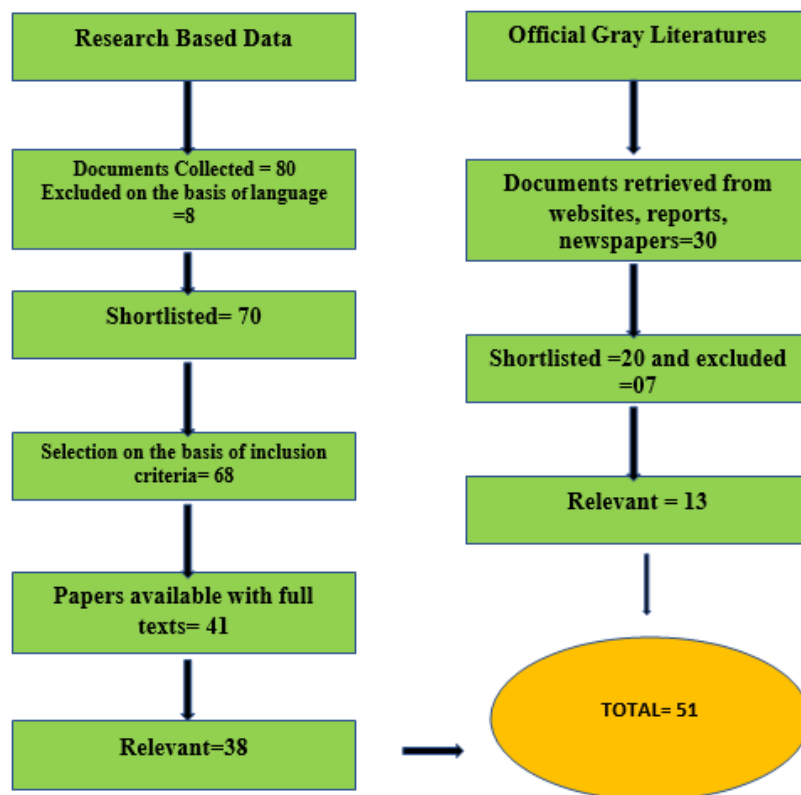 Research Based Data
Documents Collected = 80
Excluded on the basis of language
=8
Shortlisted= 70
Selection on the basis of inclusion
criteria= 68
Papers available with full
texts= 41
Relevant=38
Official Gray Literatures
Documents retrieved from
websites, reports,
newspapers=30
Shortlisted =20 and excluded
=07
Relevant = 13
TOTAL= 51